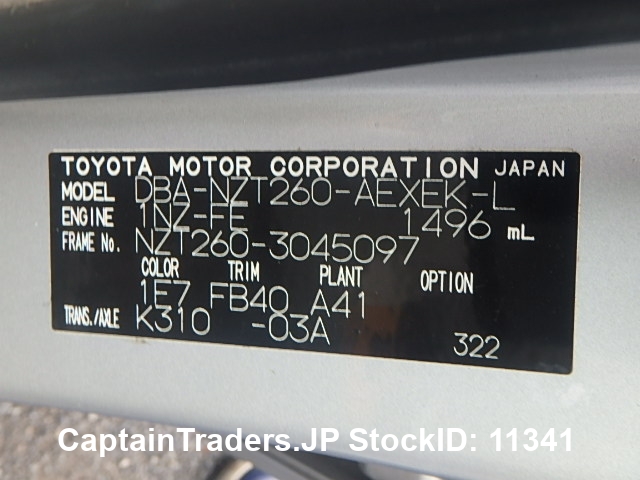 TOYOTA MOTOR CORPORATION JAPAN
MODEL DBA-NZT260-AEXEK-L
ENGINE 1NZ-FE 1496 mL
FRAME No. NZT260-3045097
COLOR TRIM PLANT OPTION
1E7 FB40 A41
TRANS./AXLE K310 -03A
322
CaptainTraders.JP StockID: 11341